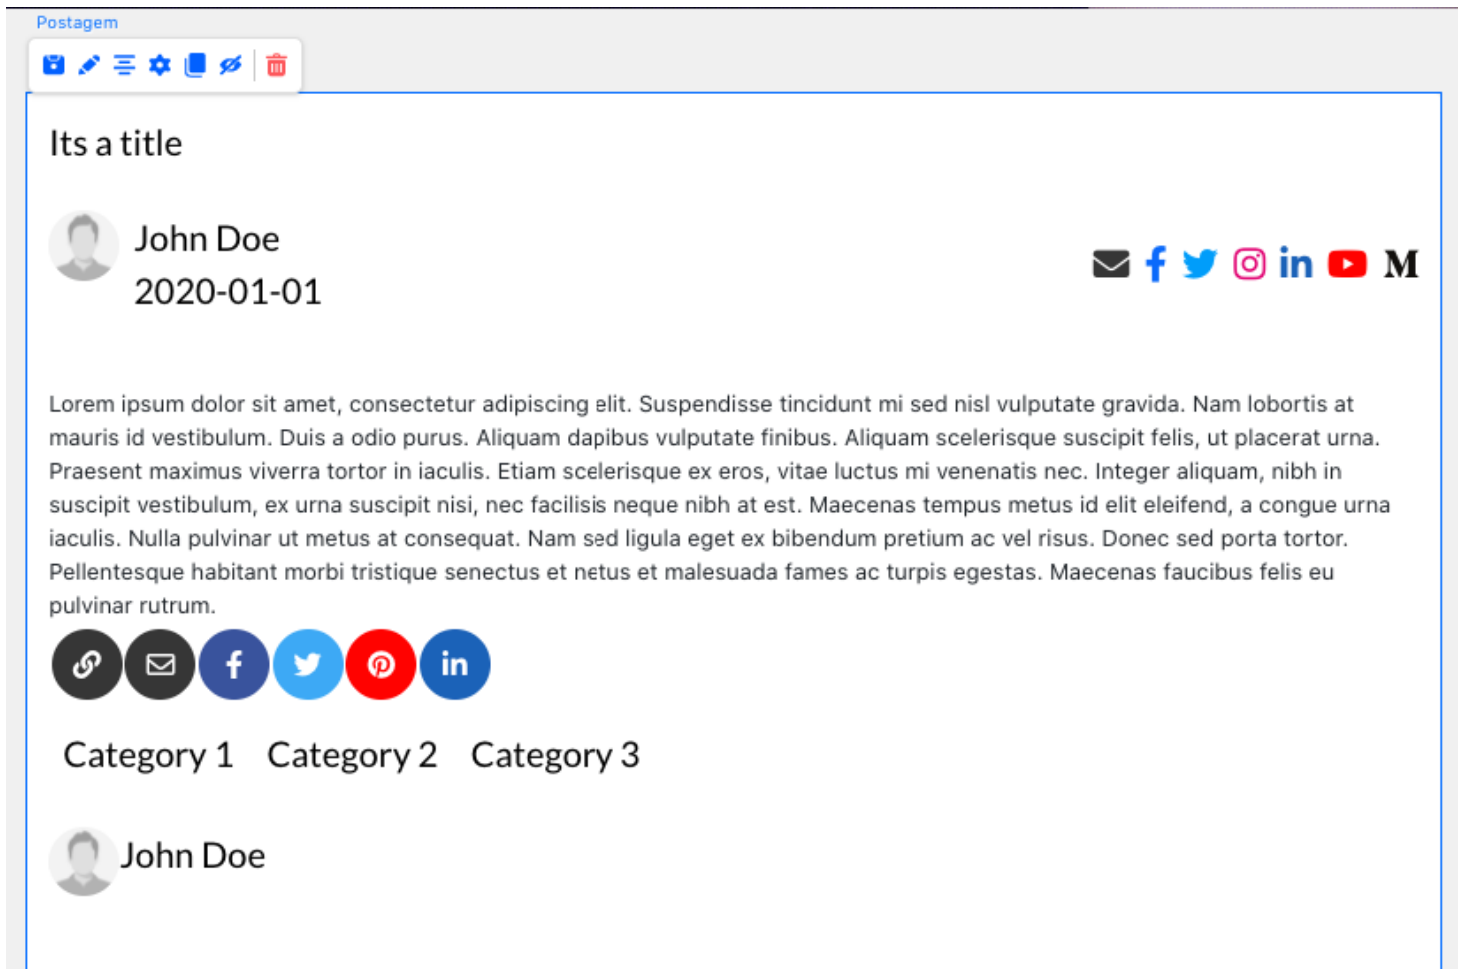 Postagem
Its a title
John Doe
2020-01-01
Lorem ipsum dolor sit amet, consectetur adipiscing elit. Suspendisse tincidunt mi sed nisl vulputate gravida. Nam lobortis at
mauris id vestibulum. Duis a odio purus. Aliquam dapibus vulputate finibus. Aliquam scelerisque suscipit felis, ut placerat urna.
Praesent maximus viverra tortor in iaculis. Etiam scelerisque ex eros, vitae luctus mi venenatis nec. Integer aliquam, nibh in
suscipit vestibulum, ex urna suscipit nisi, nec facilisis neque nibh at est. Maecenas tempus metus id elit eleifend, a congue urna
iaculis. Nulla pulvinar ut metus at consequat. Nam sed ligula eget ex bibendum pretium ac vel risus. Donec sed porta tortor.
Pellentesque habitant morbi tristique senectus et netus et malesuada fames ac turpis egestas. Maecenas faucibus felis eu
pulvinar rutrum.
Category 1 Category 2 Category 3
John Doe